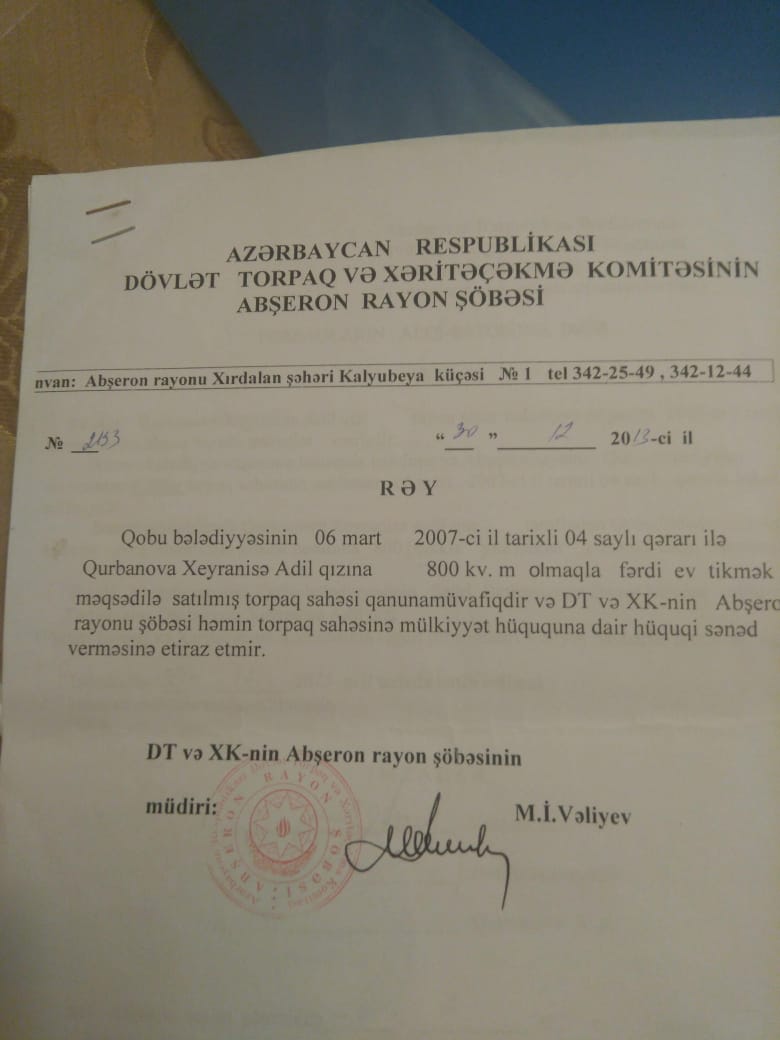 AZƏRBAYCAN RESPUBLİKASI
DÖVLƏT TORPAQ VƏ XƏRİTƏÇƏKMƏ KOMİTƏSİNİN
ABŞERON RAYON ŞÖBƏSİ
nvan: Abşeron rayonu Xırdalan şəhəri Kalyubeya küçəsi № 1 tel 342-25-49 , 342-12-44
№ 2153 “ 30 ” 12 2013-ci il
RƏY
Qobu bələdiyyəsinin 06 mart 2007-ci il tarixli 04 saylı qərarı ilə
Qurbanova Xeyranisə Adil qızına 800 kv. m olmaqla fərdi ev tikmək
məqsədilə satılmış torpaq sahəsi qanunamüvafiqdir və DT və XK-nin Abşero
rayonu şöbəsi həmin torpaq sahəsinə mülkiyyət hüququna dair hüquqi sənəd
verməsinə etiraz etmir.
DT və XK-nin Abşeron rayon şöbəsinin
müdiri: M.İ.Vəliyev
ABŞERON RAYON ŞÖBƏSİ